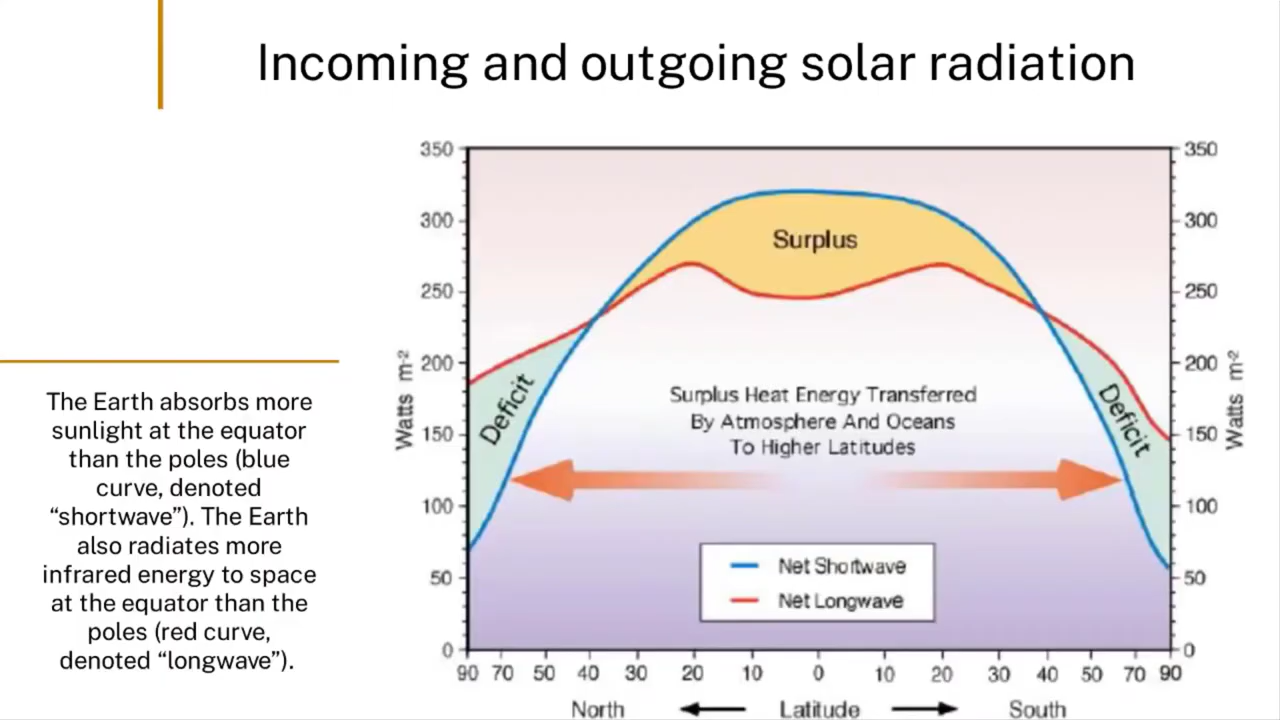 Incoming and outgoing solar radiation
The Earth absorbs more
sunlight at the equator
than the poles (blue
curve, denoted
“shortwave”). The Earth
also radiates more
infrared energy to space
at the equator than the
poles (red curve,
denoted “longwave”).
350
300
250
200
150
100
50
0
Watts m-2
Surplus
Deficit
Deficit
Surplus Heat Energy Transferred
By Atmosphere And Oceans
To Higher Latitudes
Net Shortwave
Net Longwave
350
300
250
200
150
100
50
0
Watts m-2
90 70 50 40 30 20 10 0 10 20 30 40 50 70 90
North Latitude South